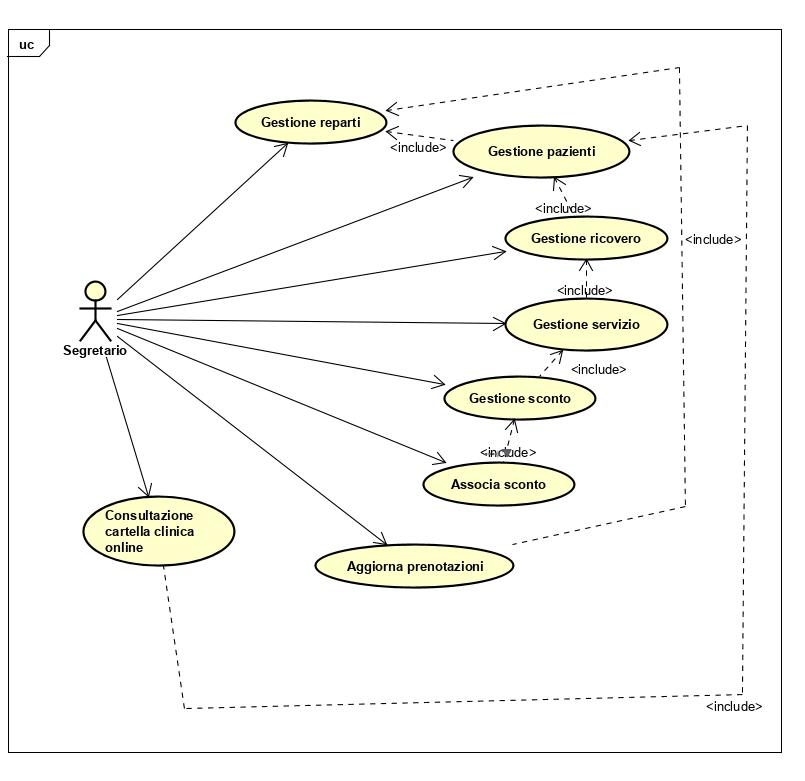 uc
Gestione reparti
<include>
Gestione pazienti
<include>
Gestione ricovero
<include>
<include>
Gestione servizio
<include>
Segretario
Gestione sconto
<include>
Associa sconto
Consultazione
cartella clinica
online
Aggiorna prenotazioni
<include>